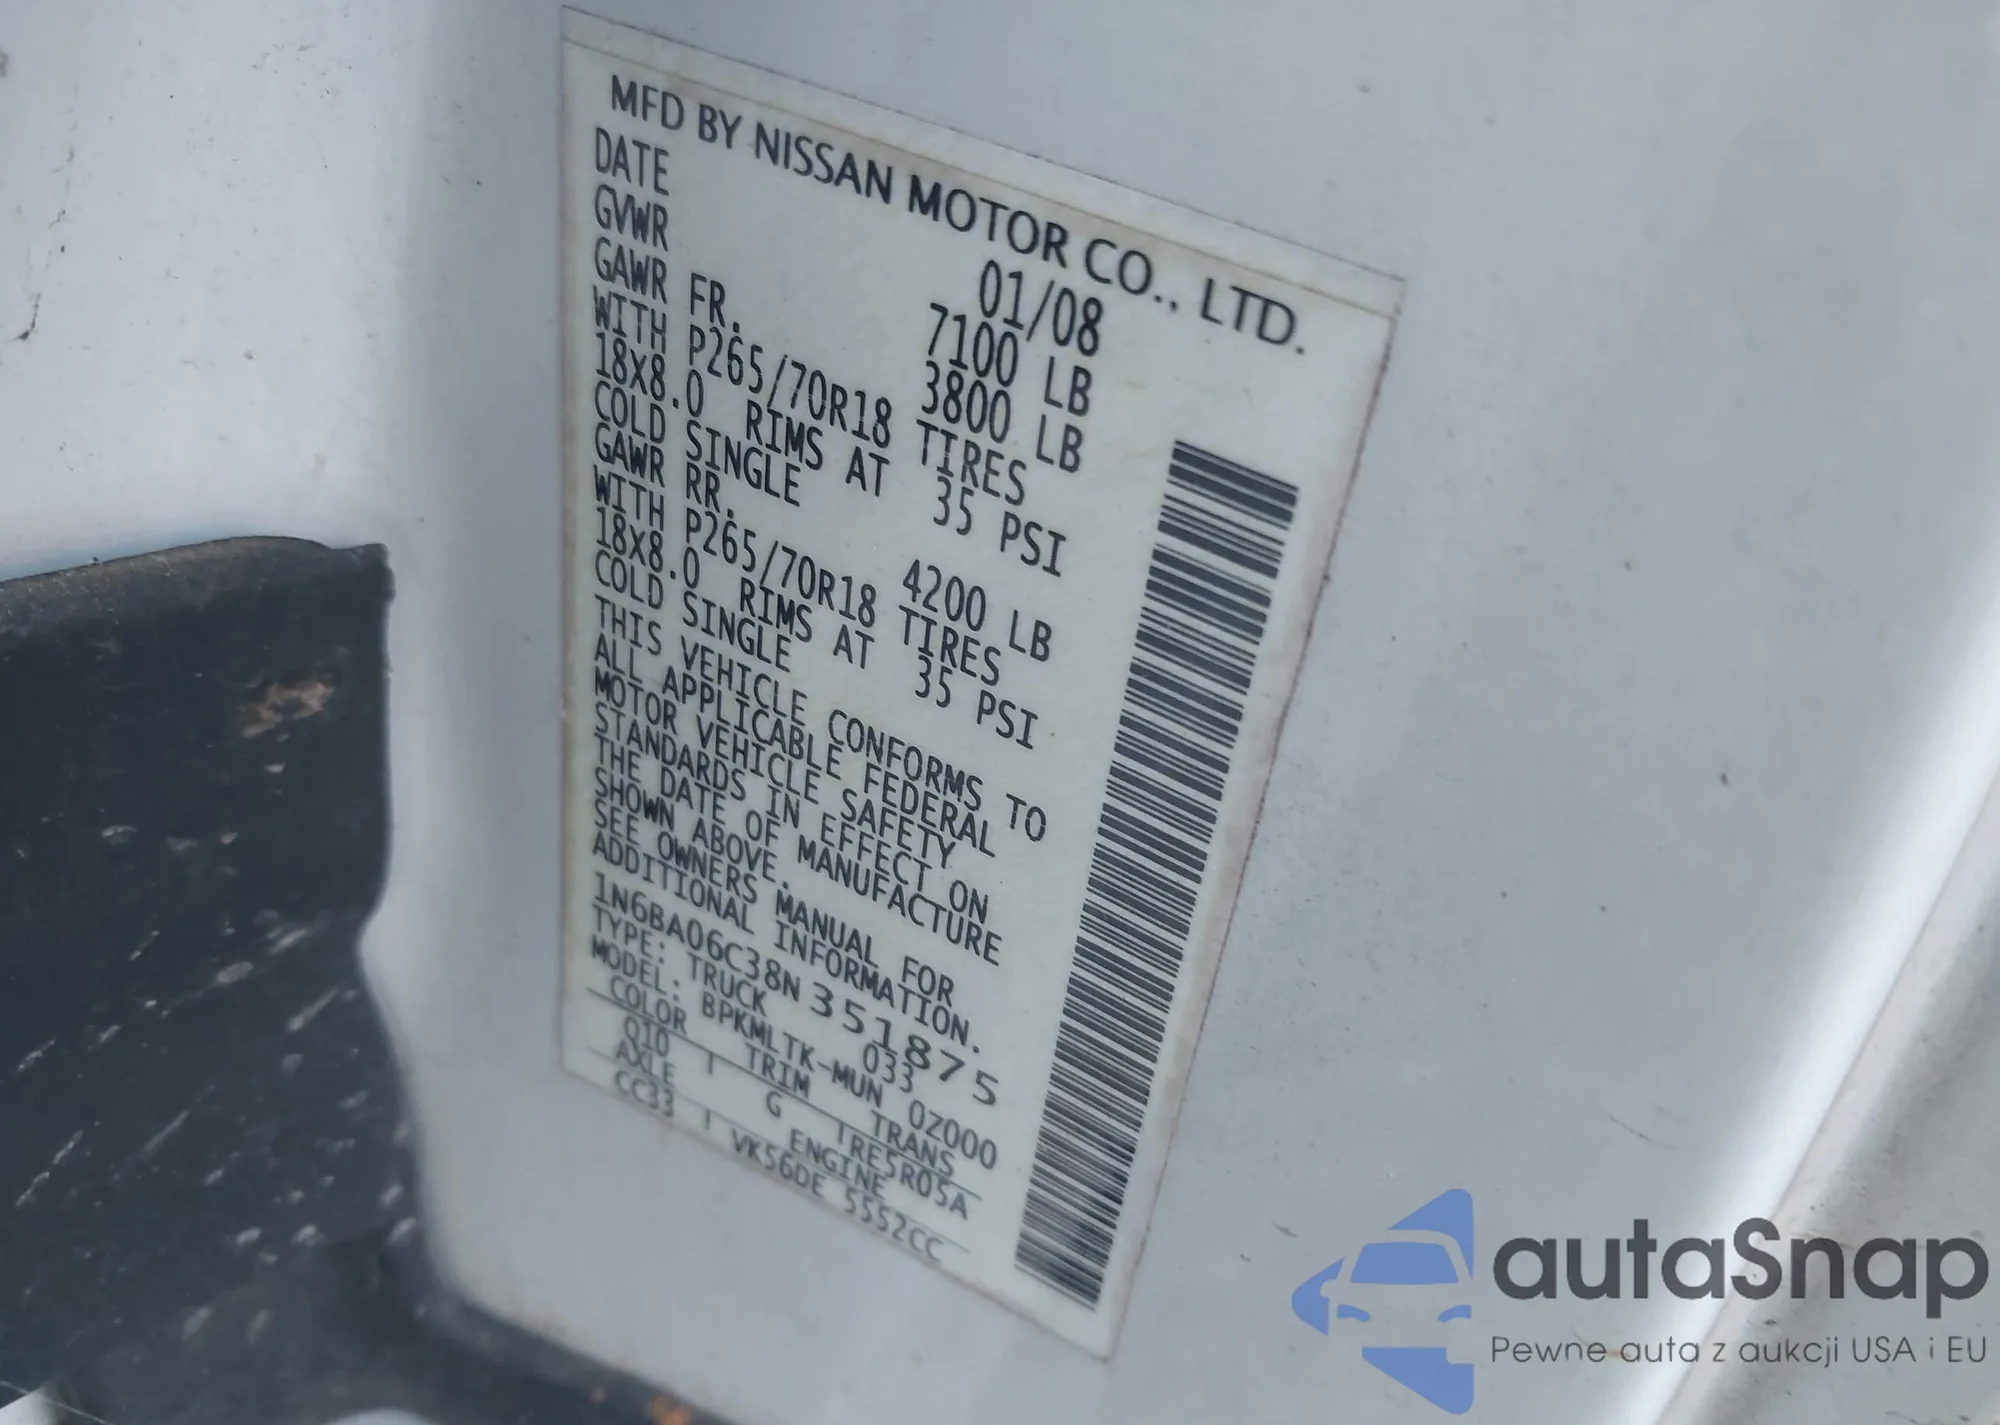 MFD BY NISSAN MOTOR CO., LTD.
DATE 01/08
GVWR 7100 LB
GAWR FR. 3800 LB
WITH P265/70R18 TIRES
18X8.0 RIMS AT 35 PSI
COLD SINGLE
GAWR RR. 4200 LB
WITH P265/70R18 TIRES
18X8.0 RIMS AT 35 PSI
COLD SINGLE
THIS VEHICLE CONFORMS TO
ALL APPLICABLE FEDERAL
MOTOR VEHICLE SAFETY
STANDARDS IN EFFECT ON
THE DATE OF MANUFACTURE
SHOWN ABOVE.
SEE OWNERS MANUAL FOR
ADDITIONAL INFORMATION.
1N6BA06C38N351875
TYPE: TRUCK 033
MODEL: BPKMLTK-MUN 0Z000
COLOR TRIM TRANS
Q10 G RE5R05A
AXLE ENGINE
CC33 VK56DE 5552CC
autaSnap
Pewne auta z aukcji USA i EU